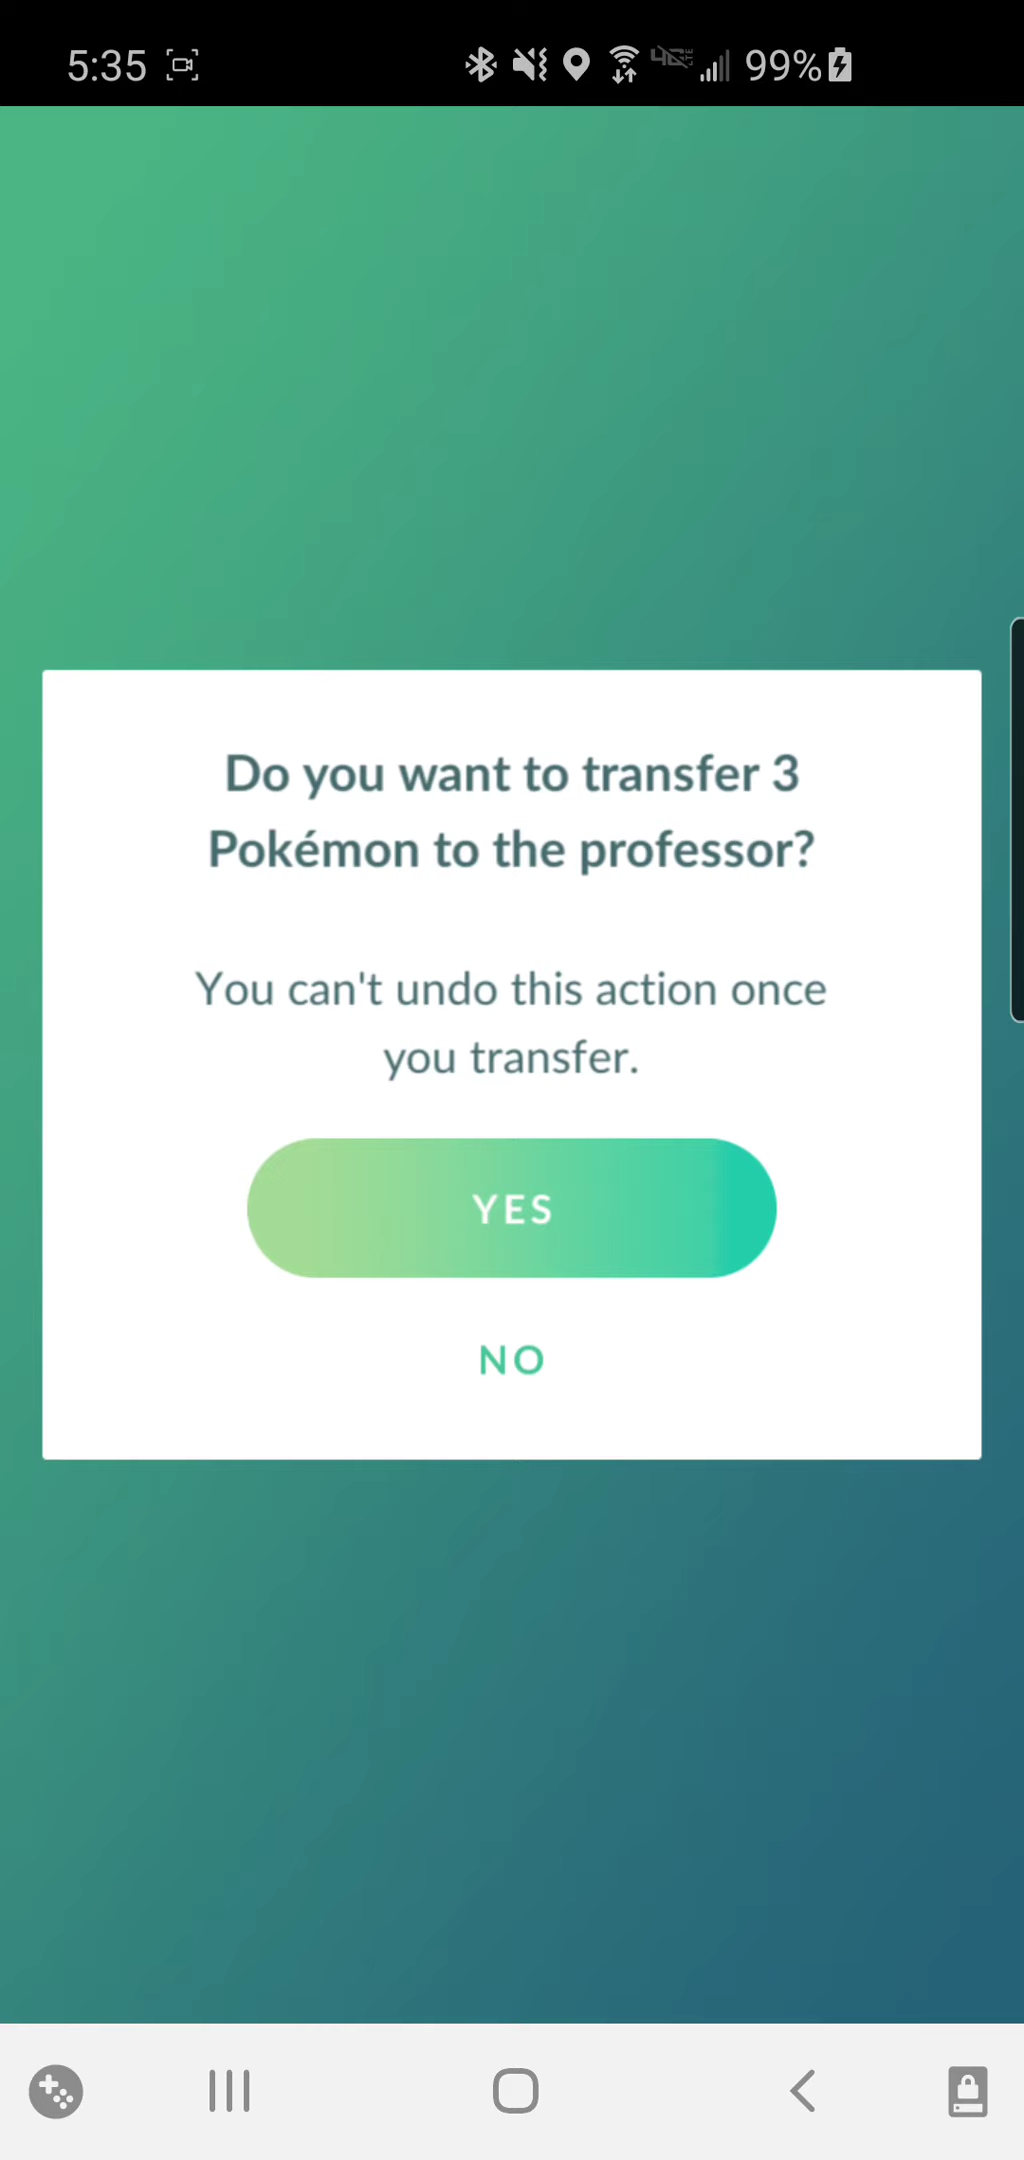 5:35 99%
Do you want to transfer 3
Pokémon to the professor?
You can't undo this action once
you transfer.
YES
NO